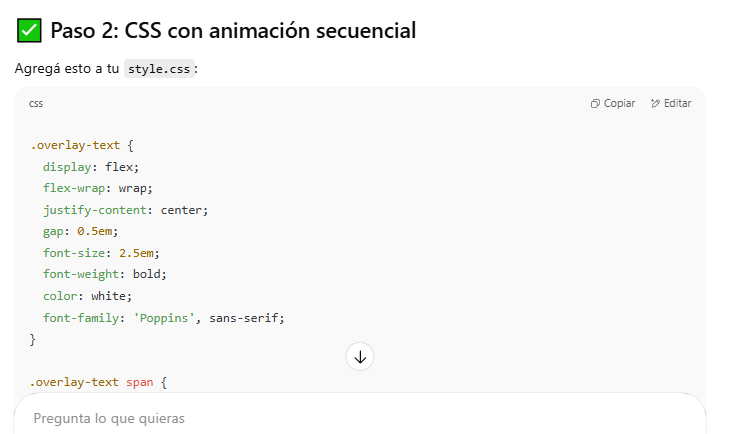 ✅ Paso 2: CSS con animación secuencial
Agregá esto a tu style.css:
css Copiar Editar
.overlay-text {
  display: flex;
  flex-wrap: wrap;
  justify-content: center;
  gap: 0.5em;
  font-size: 2.5em;
  font-weight: bold;
  color: white;
  font-family: 'Poppins', sans-serif;
}
.overlay-text span {
Pregunta lo que quieras